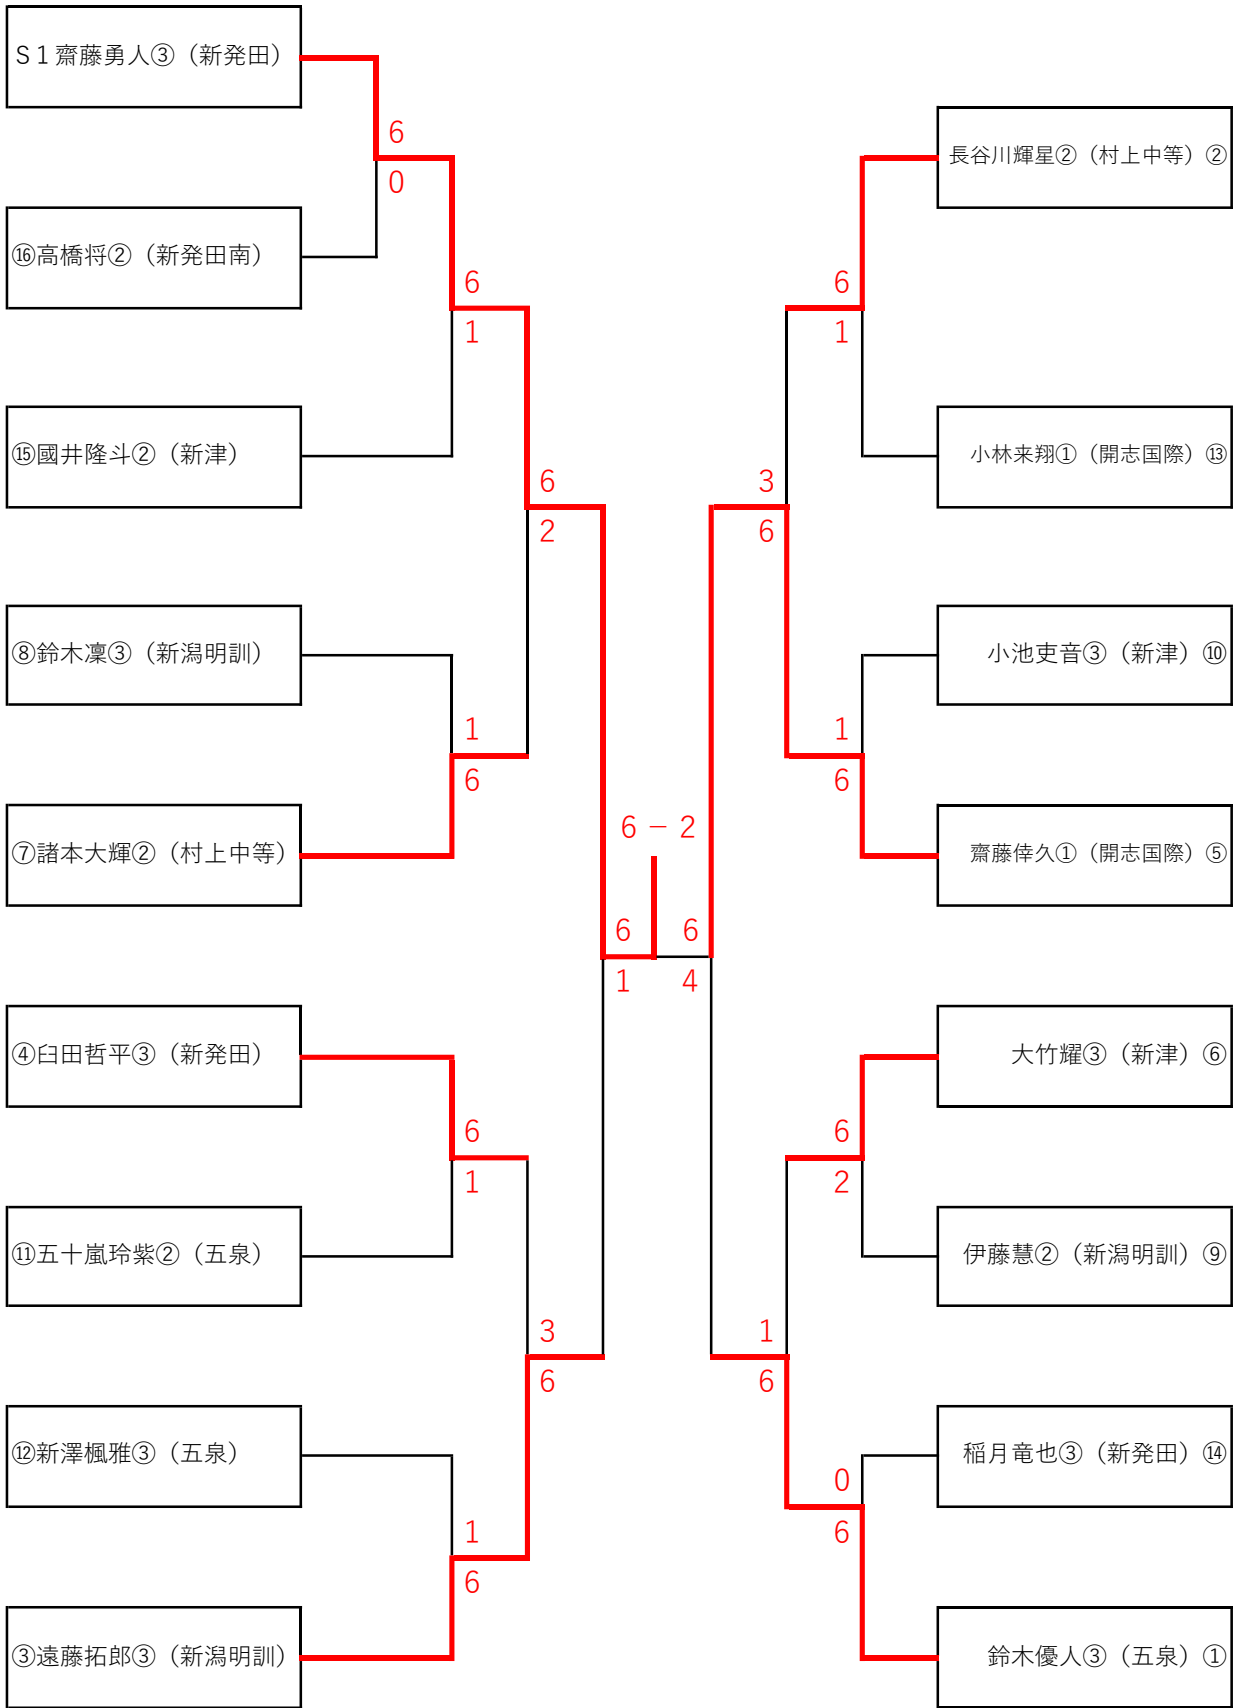 S1齋藤勇人③（新発田）
6
長谷川輝星②（村上中等）②
0
⑯高橋将②（新発田南）
6
6
1
1
⑮國井隆斗②（新津）
小林来翔①（開志国際）⑬
6
3
2
6
⑧鈴木凜③（新潟明訓）
小池吏音③（新津）⑩
1
1
6
6
6－2
⑦諸本大輝②（村上中等）
齋藤倖久①（開志国際）⑤
6
6
1
4
④臼田哲平③（新発田）
大竹耀③（新津）⑥
6
6
1
2
⑪五十嵐玲紫②（五泉）
伊藤慧②（新潟明訓）⑨
3
1
6
6
⑫新澤楓雅③（五泉）
稲月竜也③（新発田）⑭
0
1
6
6
③遠藤拓郎③（新潟明訓）
鈴木優人③（五泉）①